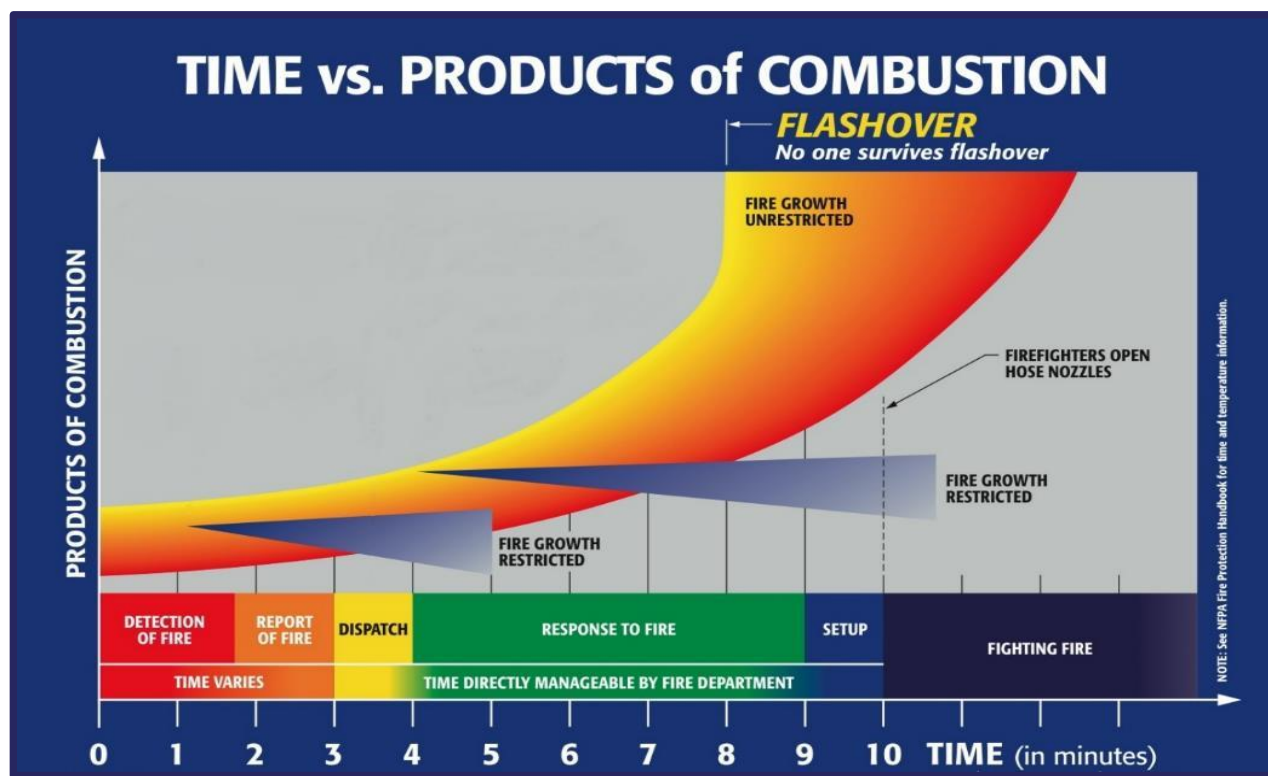 TIME vs. PRODUCTS of COMBUSTION
FLASHOVER
No one survives flashover
FIRE GROWTH
UNRESTRICTED
PRODUCTS OF COMBUSTION
FIREFIGHTERS OPEN
HOSE NOZZLES
FIRE GROWTH
RESTRICTED
FIRE GROWTH
RESTRICTED
NOTE: See NFPA Fire Protection Handbook for time and temperature information.
DETECTION
OF FIRE
REPORT
OF FIRE
DISPATCH
RESPONSE TO FIRE
SETUP
FIGHTING FIRE
TIME VARIES
TIME DIRECTLY MANAGEABLE BY FIRE DEPARTMENT
0 1 2 3 4 5 6 7 8 9 10 TIME (in minutes)